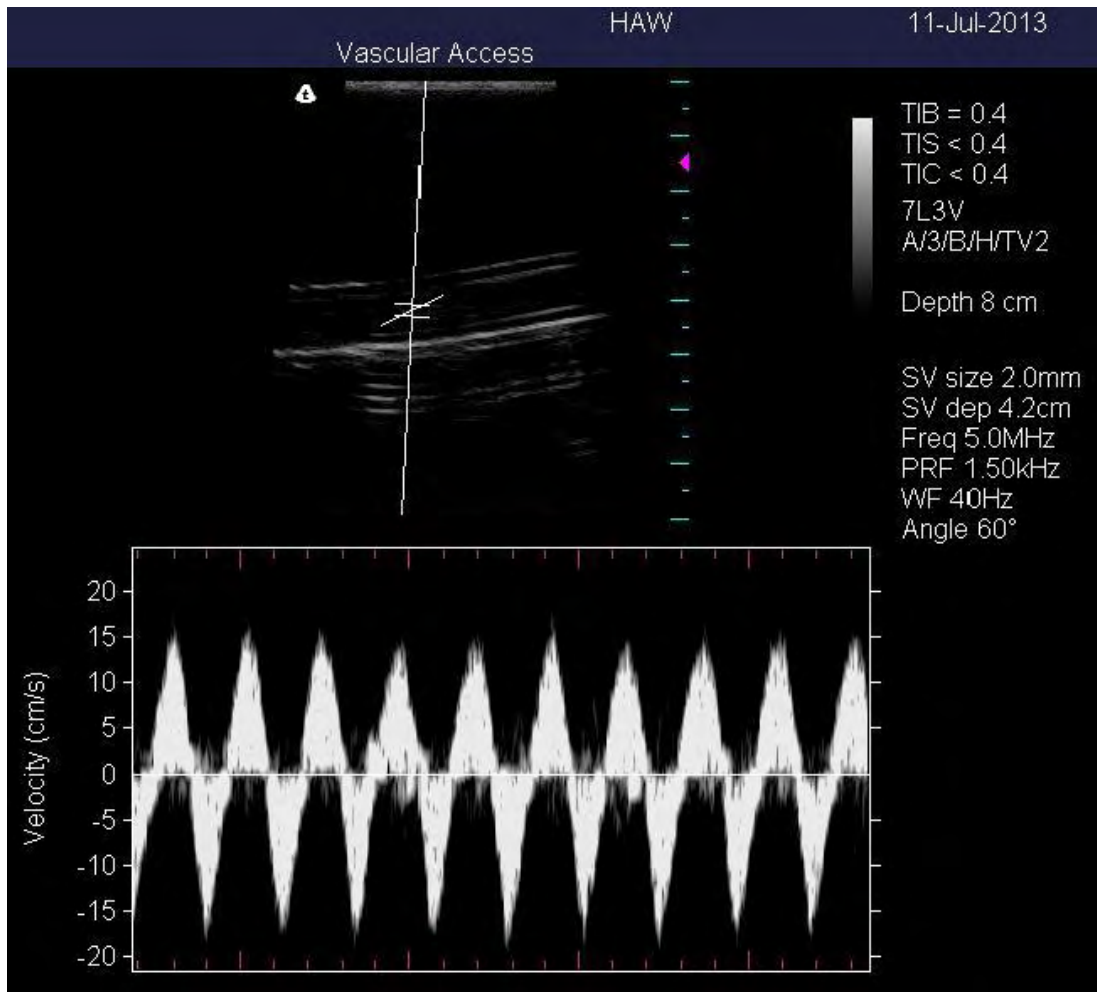 HAW
11-Jul-2013
Vascular Access
t
TIB = 0.4
TIS < 0.4
TIC < 0.4
7L3V
A/3/B/H/TV2
Depth 8 cm
SV size 2.0mm
SV dep 4.2cm
Freq 5.0MHz
PRF 1.50kHz
WF 40Hz
Angle 60°
Velocity (cm/s)
20
15
10
5
0
-5
-10
-15
-20